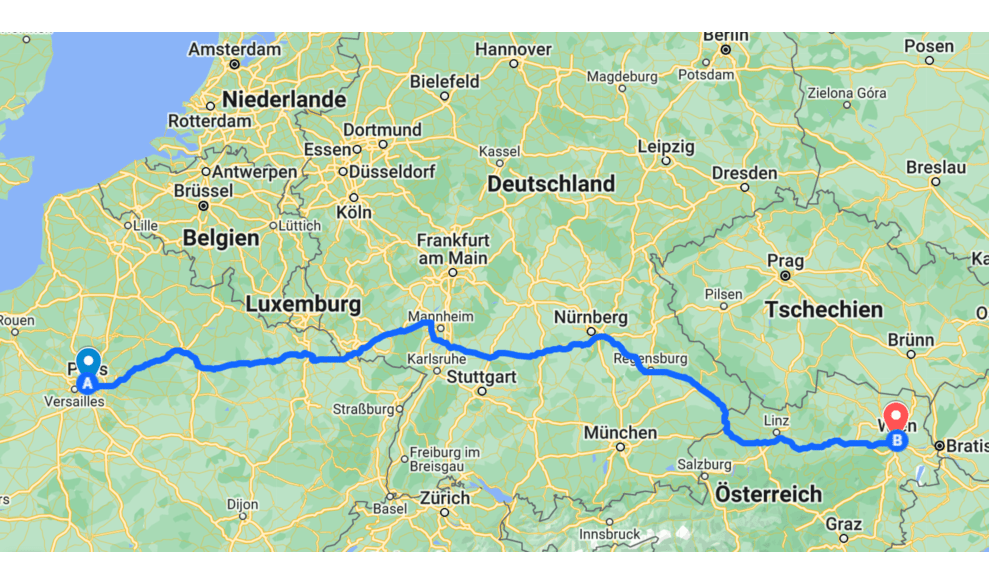 Amsterdam
Hannover
Berlin
Posen
Bielefeld
Magdeburg
Potsdam
Niederlande
Zielona Góra
Rotterdam
Dortmund
Essen
Kassel
Leipzig
Antwerpen
Düsseldorf
Dresden
Breslau
Brüssel
Deutschland
Köln
Lille
Lüttich
Belgien
Frankfurt
am Main
Prag
Ka
Luxemburg
Pilsen
Tschechien
Rouen
Mannheim
Nürnberg
O
Brünn
Karlsruhe
Regensburg
A
Stuttgart
Versailles
Straßburg
Linz
München
B
Bratis
Freiburg im
Breisgau
Salzburg
rs
Zürich
Österreich
Dijon
Basel
Graz
Innsbruck